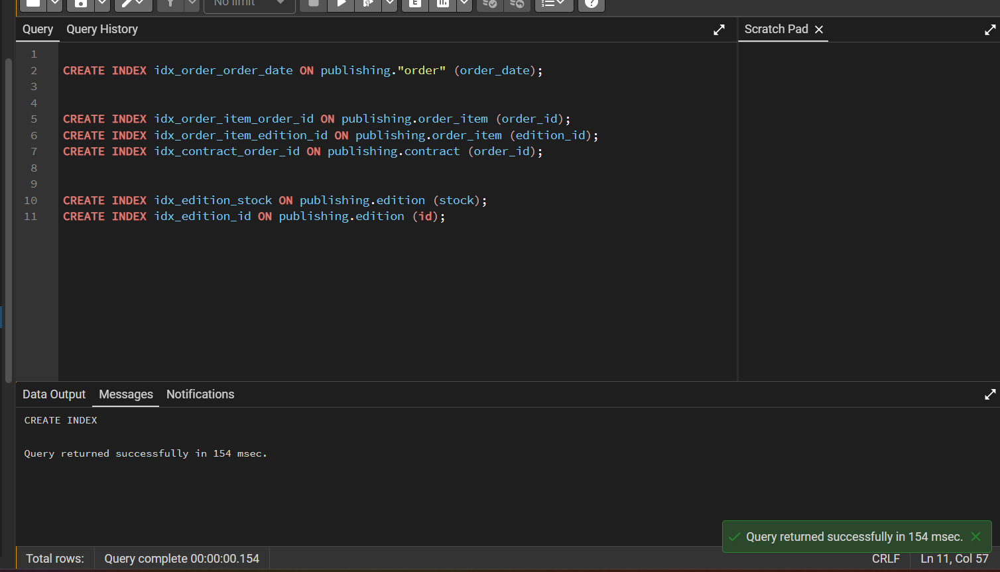 No limit
Query Query History
Scratch Pad
1
2 CREATE INDEX idx_order_order_date ON publishing."order" (order_date);
3
4
5 CREATE INDEX idx_order_item_order_id ON publishing.order_item (order_id);
6 CREATE INDEX idx_order_item_edition_id ON publishing.order_item (edition_id);
7 CREATE INDEX idx_contract_order_id ON publishing.contract (order_id);
8
9
10 CREATE INDEX idx_edition_stock ON publishing.edition (stock);
11 CREATE INDEX idx_edition_id ON publishing.edition (id);
Data Output Messages Notifications
CREATE INDEX
Query returned successfully in 154 msec.
Query returned successfully in 154 msec.
Total rows: Query complete 00:00:00.154 CRLF Ln 11, Col 57